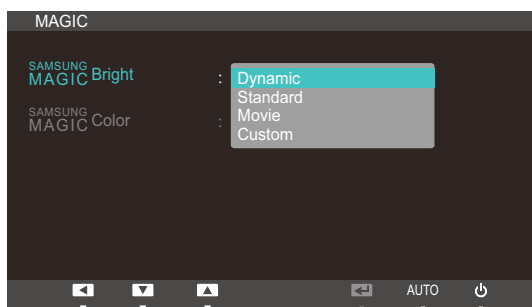 MAGIC
SAMSUNG
MAGIC Bright : Dynamic
Standard
Movie
SAMSUNG
MAGIC Color :
Custom
AUTO